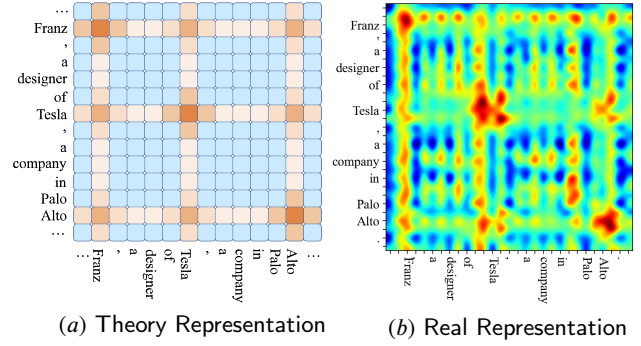 ...
Franz
,
a
designer
of
Tesla
,
a
company
in
Palo
Alto
...
... Franz , a designer of Tesla , a company in Palo Alto ...
(a) Theory Representation
Franz
,
a
designer
of
Tesla
,
a
company
in
Palo
Alto
.
Franz , a designer of Tesla , a company in Palo Alto .
(b) Real Representation